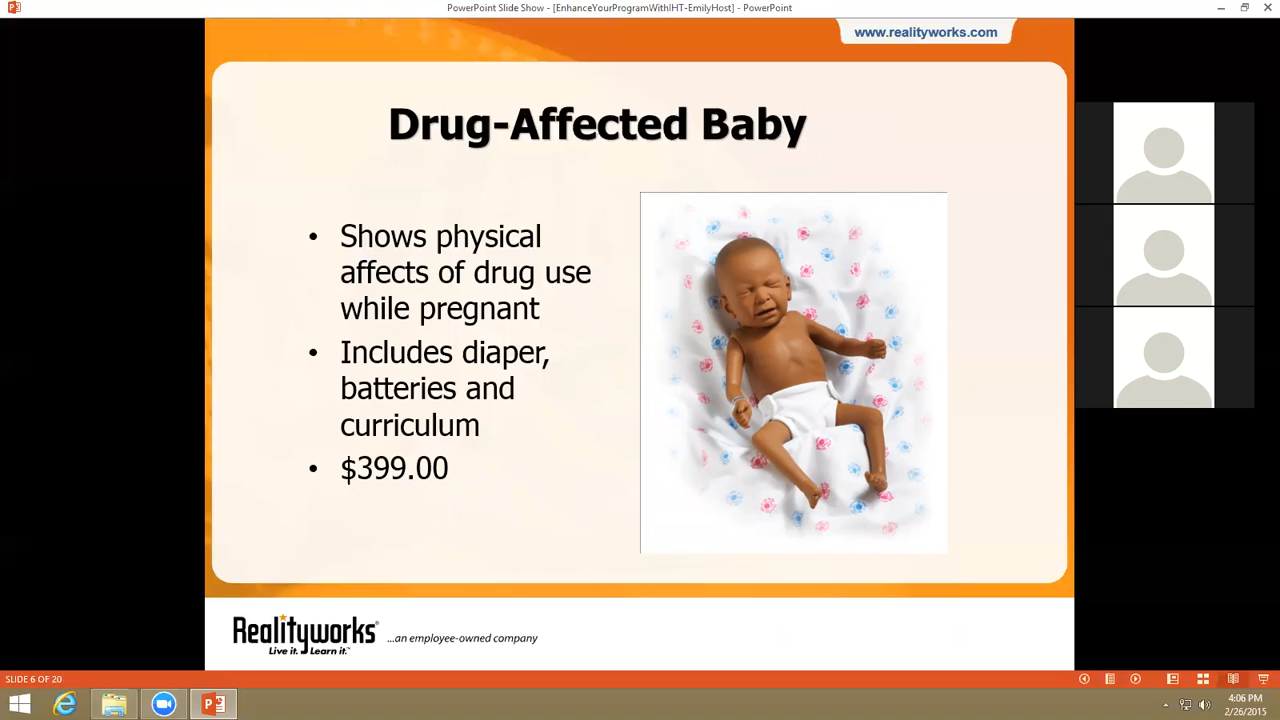 PowerPoint Slide Show - [EnhanceYourProgramWithIHT-EmilyHost] - PowerPoint
www.realityworks.com
Drug-Affected Baby
• Shows physical
affects of drug use
while pregnant
• Includes diaper,
batteries and
curriculum
• $399.00
Realityworks®
...an employee-owned company
Live it. Learn it.™
SLIDE 6 OF 20
4:06 PM
2/26/2015